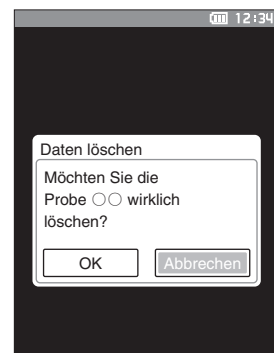 12:34
Daten löschen
Möchten Sie die
Probe ○○ wirklich
löschen?
OK
Abbrechen